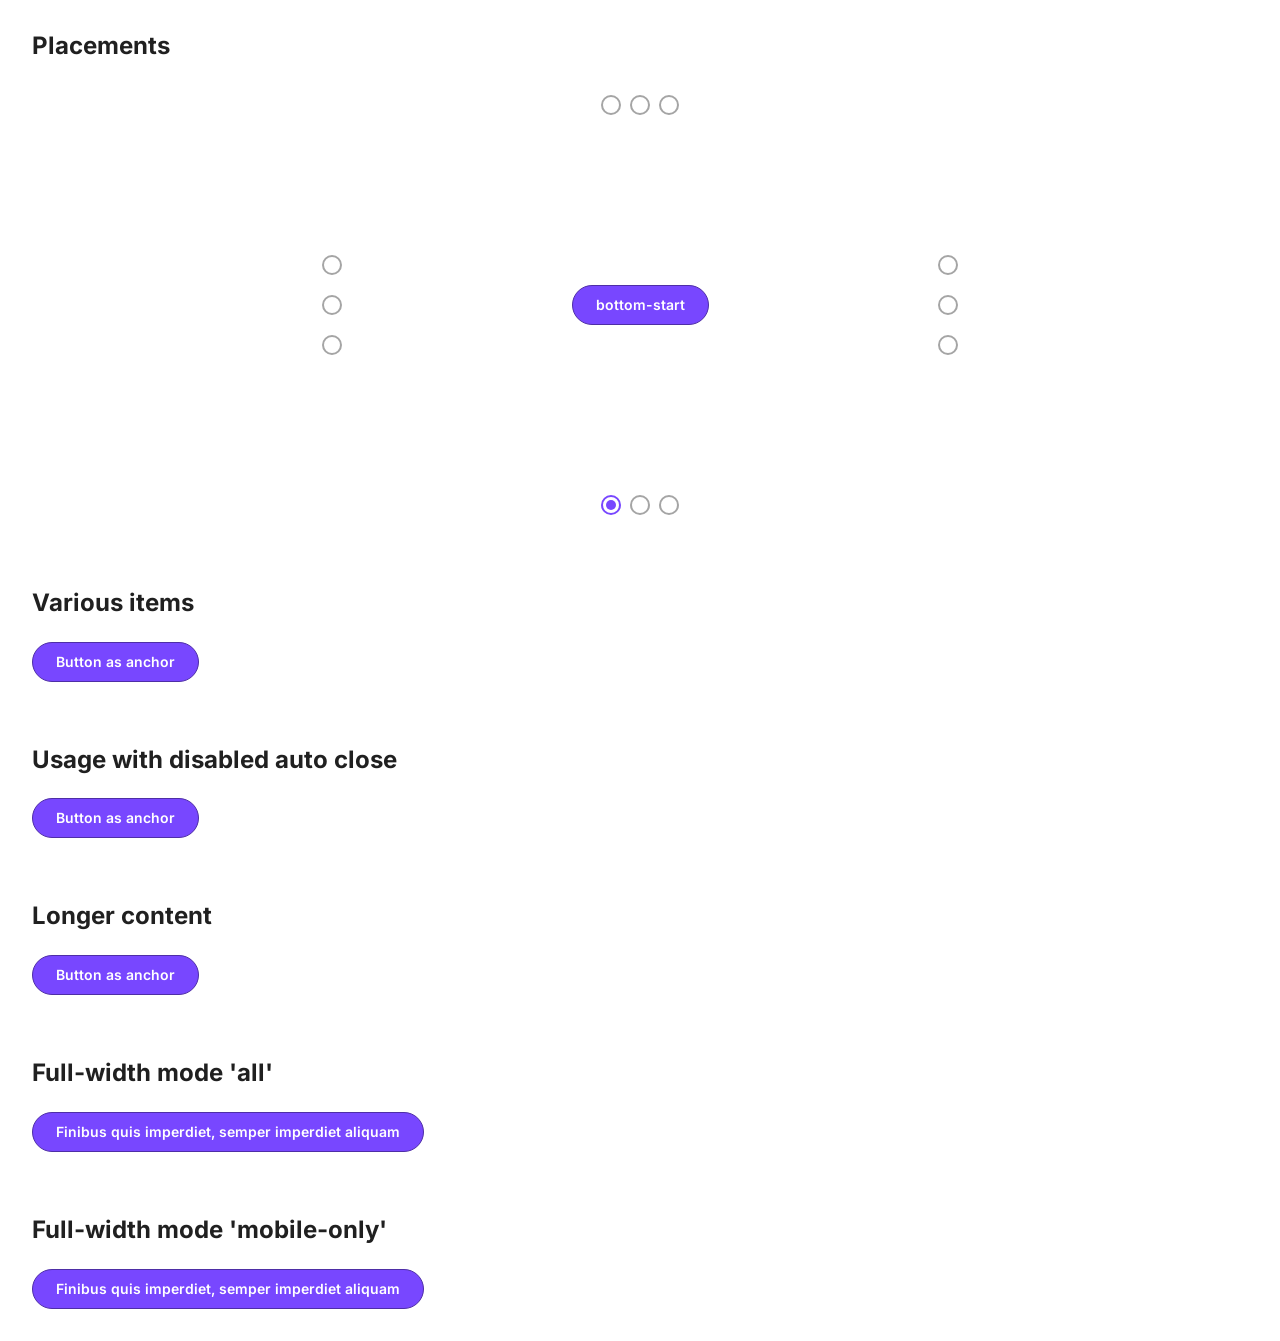 Placements
bottom-start
Various items
Button as anchor
Usage with disabled auto close
Button as anchor
Longer content
Button as anchor
Full-width mode 'all'
Finibus quis imperdiet, semper imperdiet aliquam
Full-width mode 'mobile-only'
Finibus quis imperdiet, semper imperdiet aliquam